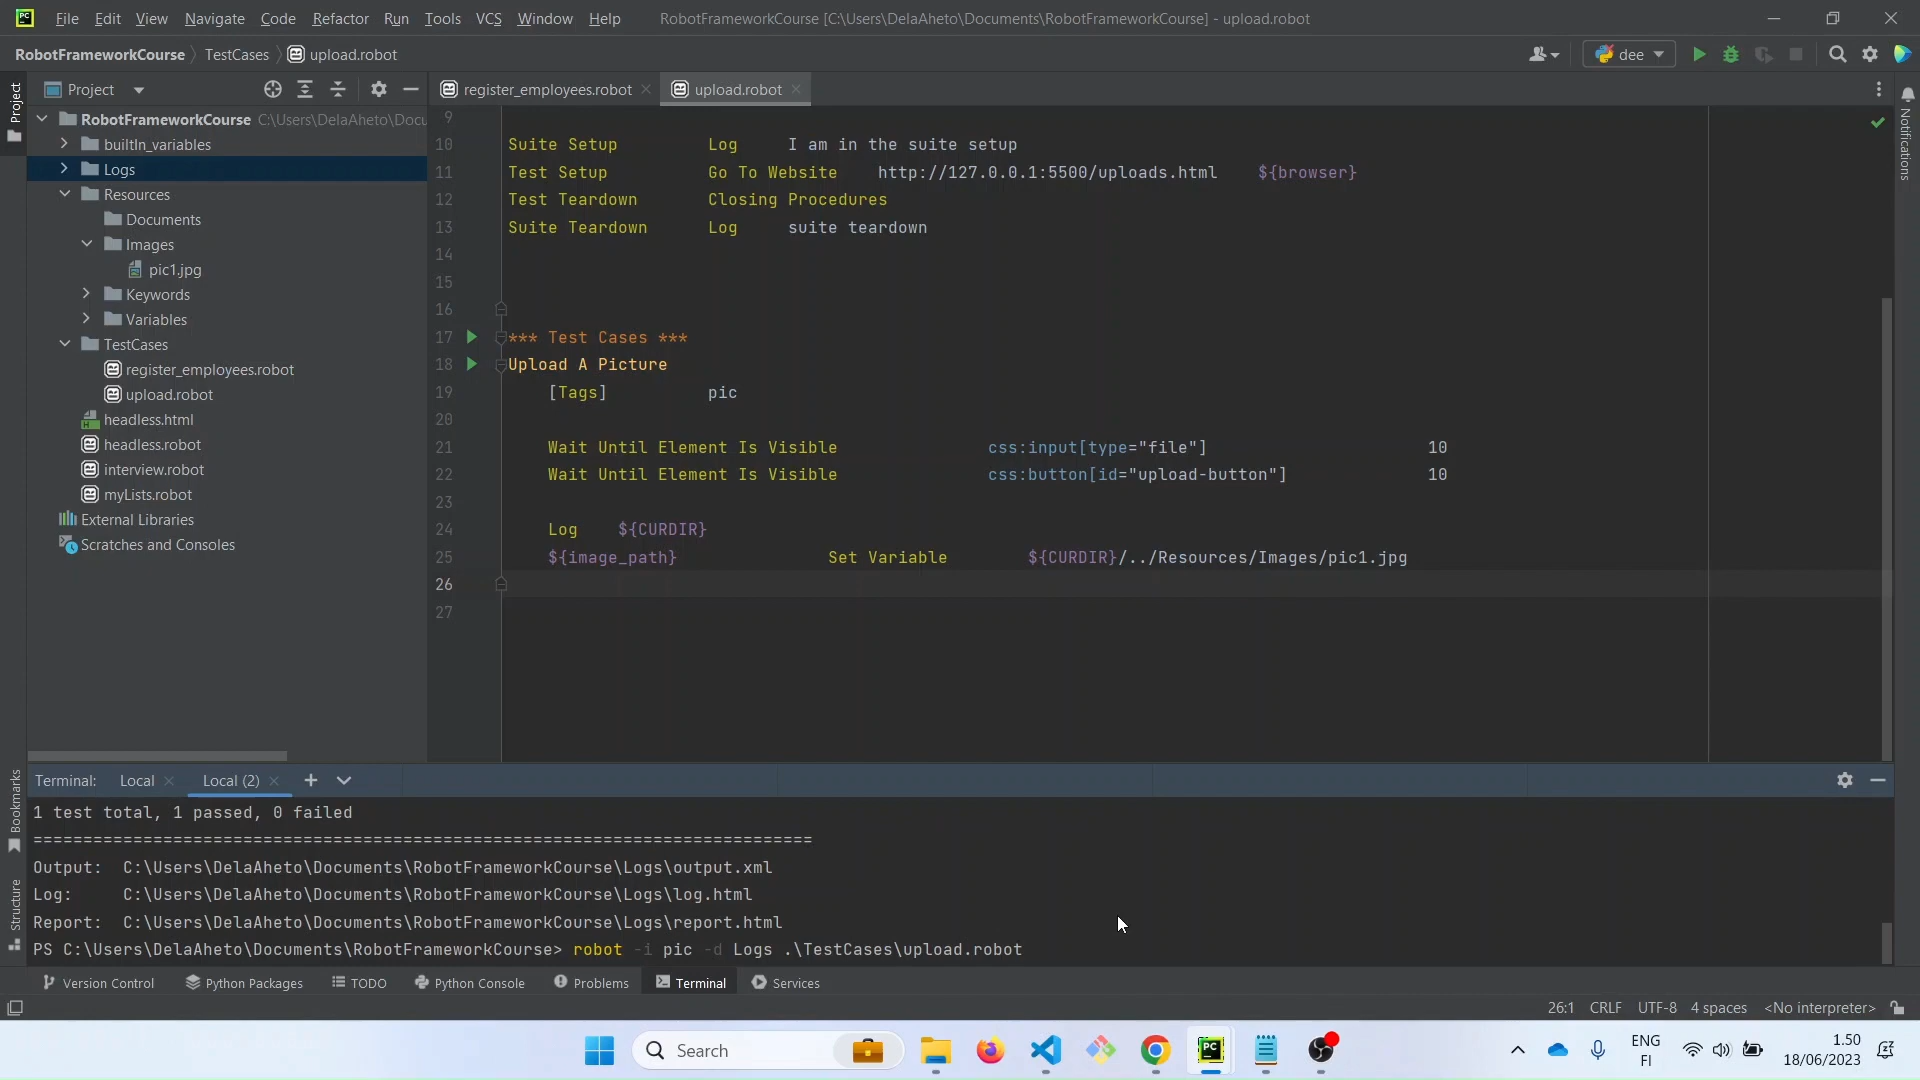 File Edit View Navigate Code Refactor Run Tools VCS Window Help RobotFrameworkCourse [C:\Users\DelaAheto\Documents\RobotFrameworkCourse] - upload.robot
RobotFrameworkCourse TestCases upload.robot dee
Project register_employees.robot upload.robot
Project
Notifications
RobotFrameworkCourse C:\Users\DelaAheto\Docu
builtIn_variables
Logs
Resources
Documents
Images
pic1.jpg
Keywords
Variables
TestCases
register_employees.robot
upload.robot
headless.html
headless.robot
interview.robot
myLists.robot
External Libraries
Scratches and Consoles
9
10 Suite Setup Log I am in the suite setup
11 Test Setup Go To Website http://127.0.0.1:5500/uploads.html ${browser}
12 Test Teardown Closing Procedures
13 Suite Teardown Log suite teardown
14
15
16
17 *** Test Cases ***
18 Upload A Picture
19 [Tags] pic
20
21 Wait Until Element Is Visible css:input[type="file"] 10
22 Wait Until Element Is Visible css:button[id="upload-button"] 10
23
24 Log ${CURDIR}
25 ${image_path} Set Variable ${CURDIR}/../Resources/Images/pic1.jpg
26
27
Bookmarks
Structure
Terminal: Local Local (2)
1 test total, 1 passed, 0 failed
==============================================================================
Output: C:\Users\DelaAheto\Documents\RobotFrameworkCourse\Logs\output.xml
Log: C:\Users\DelaAheto\Documents\RobotFrameworkCourse\Logs\log.html
Report: C:\Users\DelaAheto\Documents\RobotFrameworkCourse\Logs\report.html
PS C:\Users\DelaAheto\Documents\RobotFrameworkCourse> robot -i pic -d Logs .\TestCases\upload.robot
Version Control Python Packages TODO Python Console Problems Terminal Services
26:1 CRLF UTF-8 4 spaces <No interpreter>
Search
ENG
FI
1.50
18/06/2023